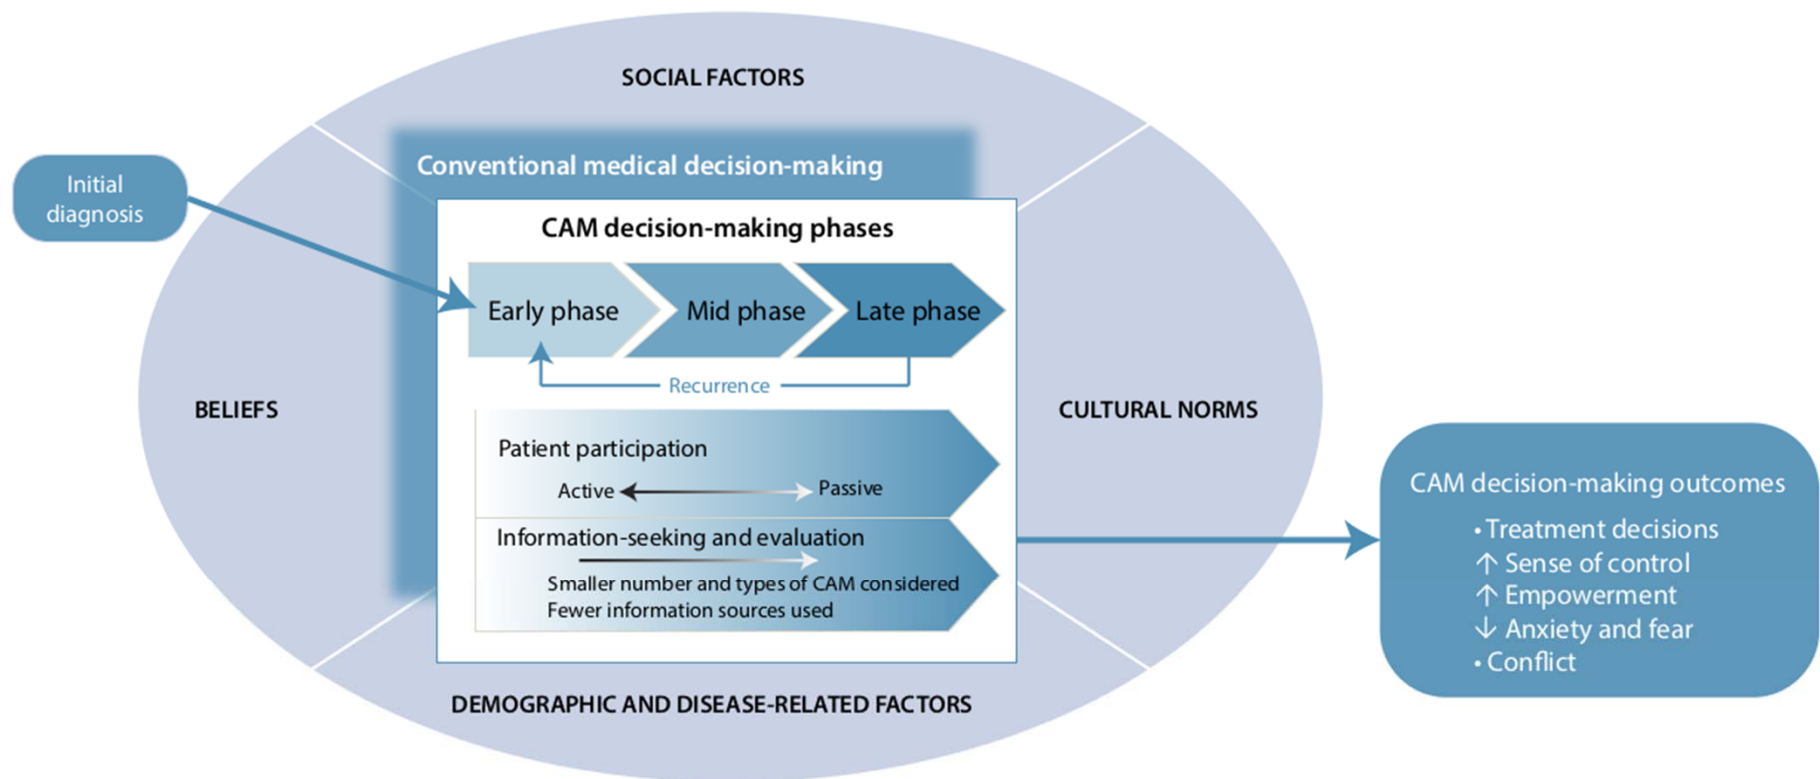 SOCIAL FACTORS
Conventional medical decision-making
Initial
diagnosis
CAM decision-making phases
Early phase
Mid phase
Late phase
Recurrence
BELIEFS
CULTURAL NORMS
Patient participation
Active
Passive
Information-seeking and evaluation
Smaller number and types of CAM considered
Fewer information sources used
CAM decision-making outcomes
• Treatment decisions
↑ Sense of control
↑ Empowerment
↓ Anxiety and fear
• Conflict
DEMOGRAPHIC AND DISEASE-RELATED FACTORS